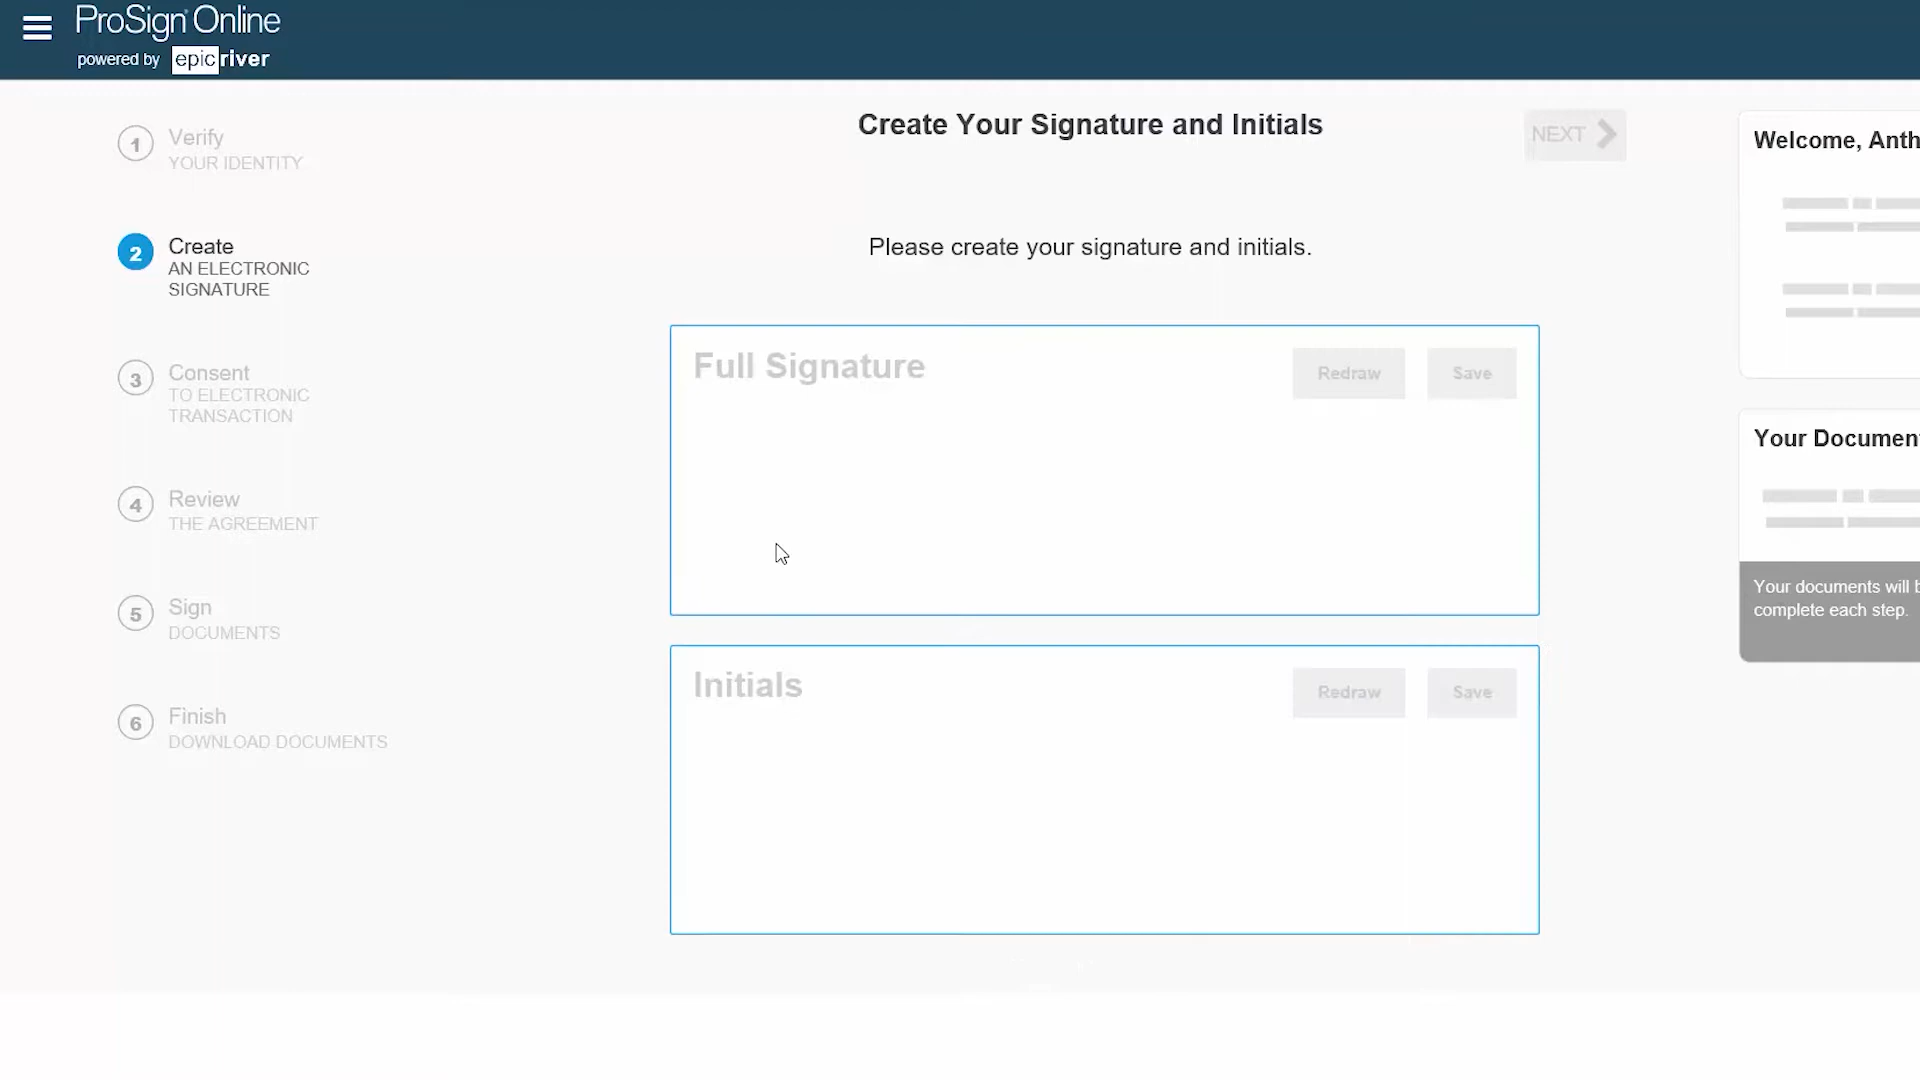 ProSign Online
powered by epicriver
1 Verify
YOUR IDENTITY
2 Create
AN ELECTRONIC
SIGNATURE
3 Consent
TO ELECTRONIC
TRANSACTION
4 Review
THE AGREEMENT
5 Sign
DOCUMENTS
6 Finish
DOWNLOAD DOCUMENTS
Create Your Signature and Initials
NEXT
Please create your signature and initials.
Full Signature
Redraw
Save
Initials
Redraw
Save
Welcome, Anth
Your Documen
Your documents will b
complete each step.